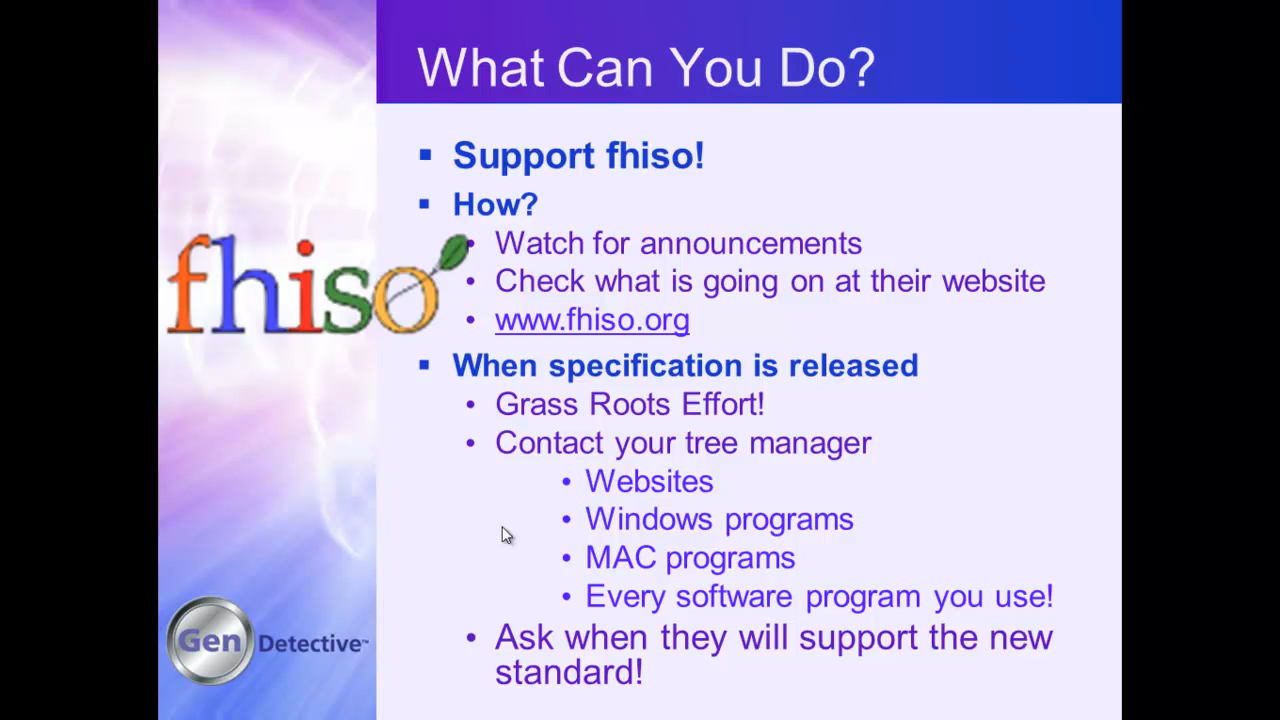 What Can You Do?
▪ Support fhiso!
▪ How?
• Watch for announcements
• Check what is going on at their website
• www.fhiso.org
fhiso
▪ When specification is released
• Grass Roots Effort!
• Contact your tree manager
• Websites
• Windows programs
• MAC programs
• Every software program you use!
• Ask when they will support the new
standard!
Gen Detective™